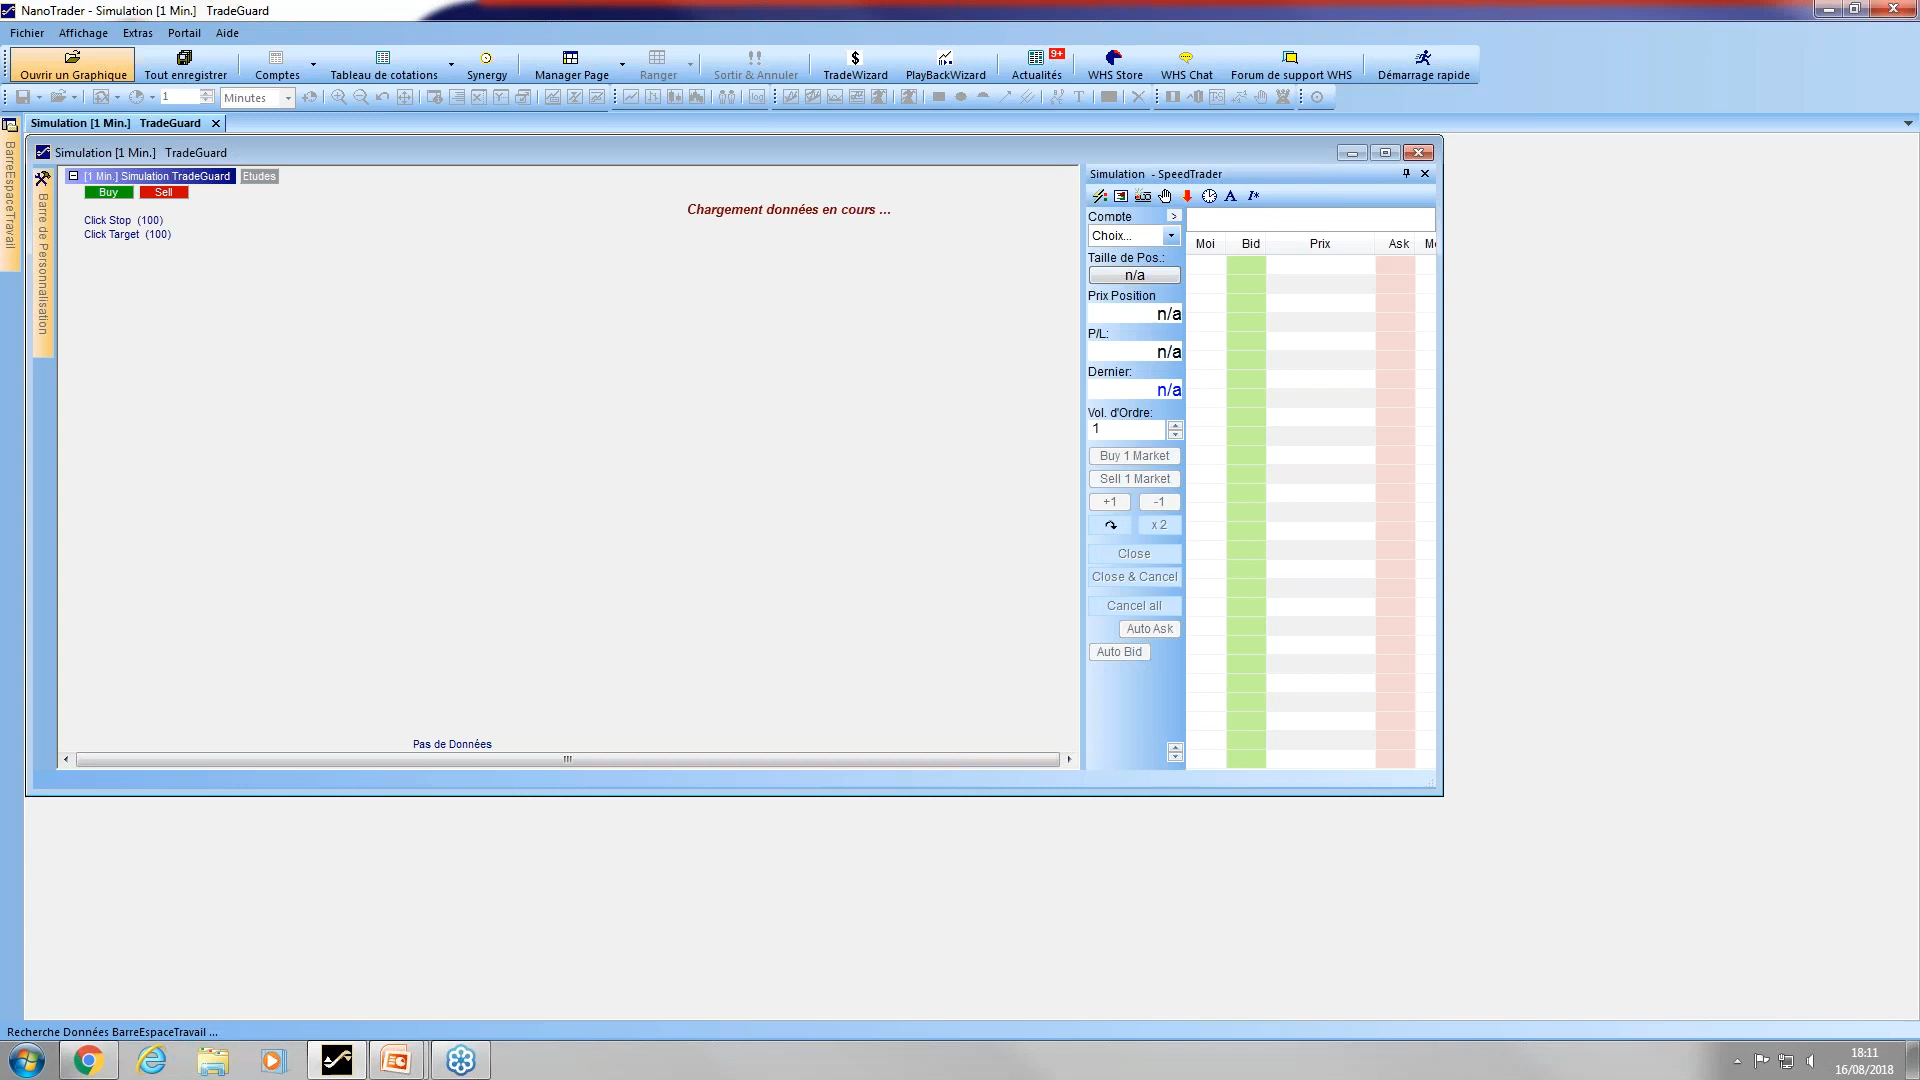 NanoTrader - Simulation [1 Min.]   TradeGuard
Fichier Affichage Extras Portail Aide
Ouvrir un Graphique Tout enregistrer Comptes Tableau de cotations Synergy Manager Page Ranger Sortir & Annuler TradeWizard PlayBackWizard Actualités 9+ WHS Store WHS Chat Forum de support WHS Démarrage rapide
1 Minutes
Simulation [1 Min.]   TradeGuard
BarreEspaceTravail
Simulation [1 Min.]   TradeGuard
Barre de Personnalisation
[1 Min.] Simulation TradeGuard Etudes
Buy Sell
Click Stop  (100)
Click Target  (100)
Chargement données en cours ...
Pas de Données
Simulation  - SpeedTrader
Compte >
Choix...
Taille de Pos.:
n/a
Prix Position
n/a
P/L:
n/a
Dernier:
n/a
Vol. d'Ordre:
1
Buy 1 Market
Sell 1 Market
+1 -1
x 2
Close
Close & Cancel
Cancel all
Auto Ask
Auto Bid
Moi Bid Prix Ask
Recherche Données BarreEspaceTravail ...
18:11
16/08/2018